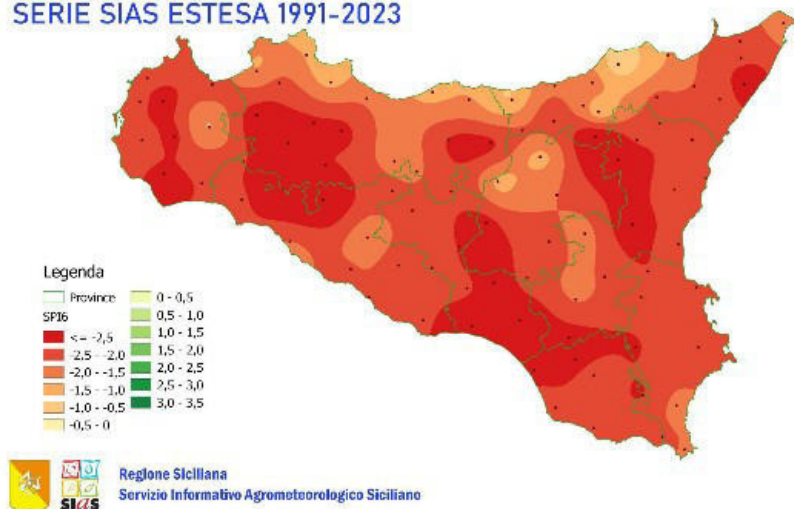 SERIE SIAS ESTESA 1991-2023
Legenda
Province
SPI6
<= -2,5
-2,5 - -2,0
-2,0 - -1,5
-1,5 - -1,0
-1,0 - -0,5
-0,5 - 0
0 - 0,5
0,5 - 1,0
1,0 - 1,5
1,5 - 2,0
2,0 - 2,5
2,5 - 3,0
3,0 - 3,5
SIAS
Regione Siciliana
Servizio Informativo Agrometeorologico Siciliano